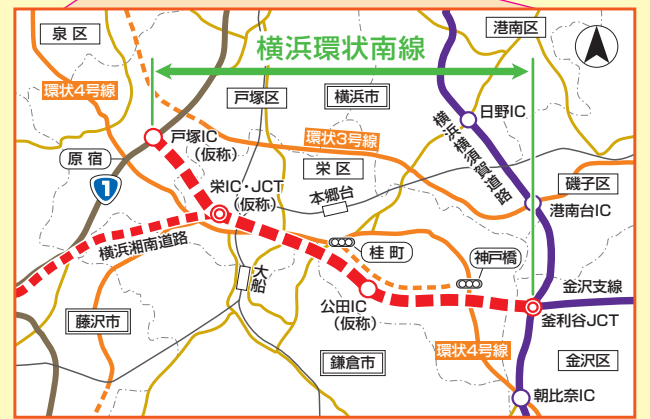 泉区
港南区
横浜環状南線
環状4号線
戸塚区
横浜市
日野IC
戸塚IC
(仮称)
環状3号線
横浜横須賀道路
原宿
1
栄区
磯子区
栄IC・JCT
(仮称)
本郷台
港南台IC
横浜湘南道路
桂町
神戸橋
大船
金沢支線
公田IC
(仮称)
釜利谷JCT
藤沢市
鎌倉市
環状4号線
金沢区
朝比奈IC